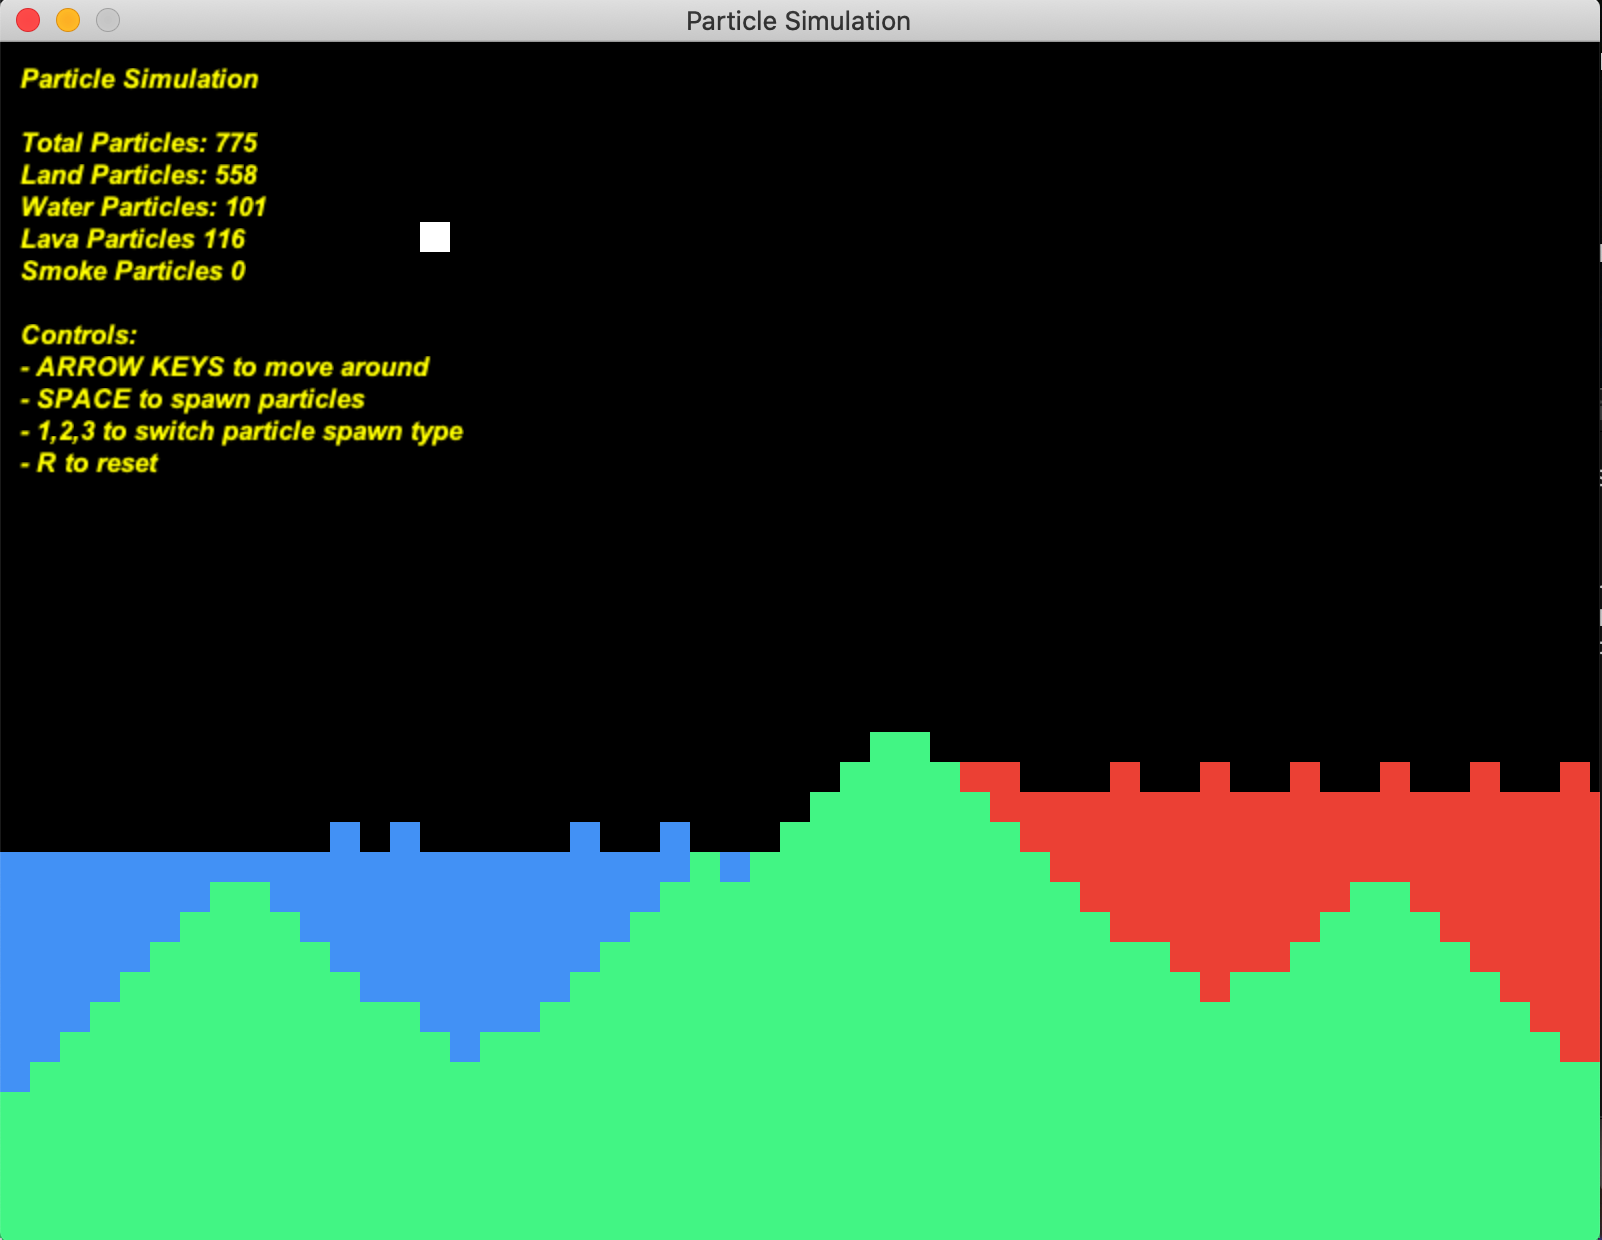 Particle Simulation
Particle Simulation
Total Particles: 775
Land Particles: 558
Water Particles: 101
Lava Particles 116
Smoke Particles 0
Controls:
- ARROW KEYS to move around
- SPACE to spawn particles
- 1,2,3 to switch particle spawn type
- R to reset